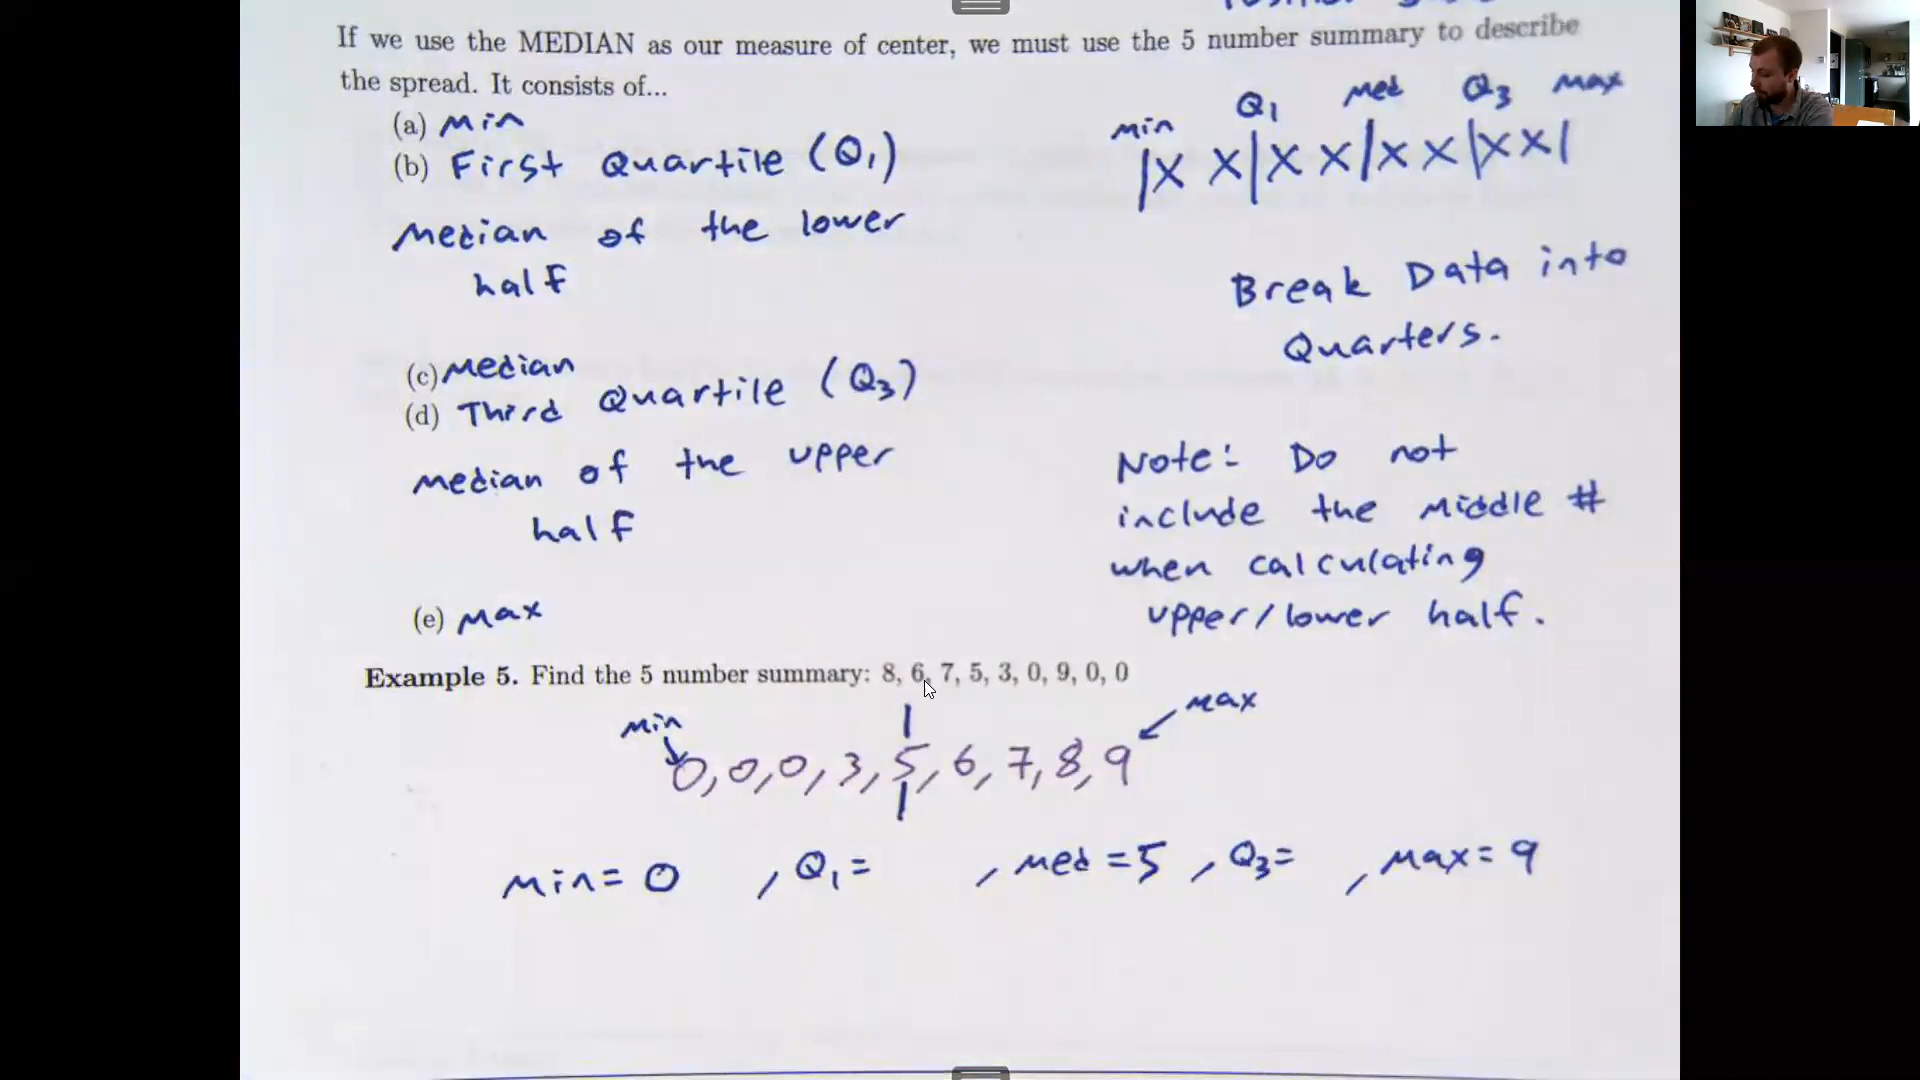 If we use the MEDIAN as our measure of center, we must use the 5 number summary to describe
the spread. It consists of...
(a) Min
(b) First Quartile (Q₁)
Median of the lower
half
(c) Median
(d) Third Quartile (Q₃)
Median of the upper
half
(e) Max
min Q₁ Med Q₃ Max
|X X|X X|X X|X X|
Break Data into
Quarters.
Note: Do not
include the middle #
when calculating
upper/lower half.
Example 5. Find the 5 number summary: 8, 6, 7, 5, 3, 0, 9, 0, 0
Min Max
0, 0, 0, 3, 5, 6, 7, 8, 9
Min = 0 , Q₁ = , Med = 5 , Q₃ = , Max = 9